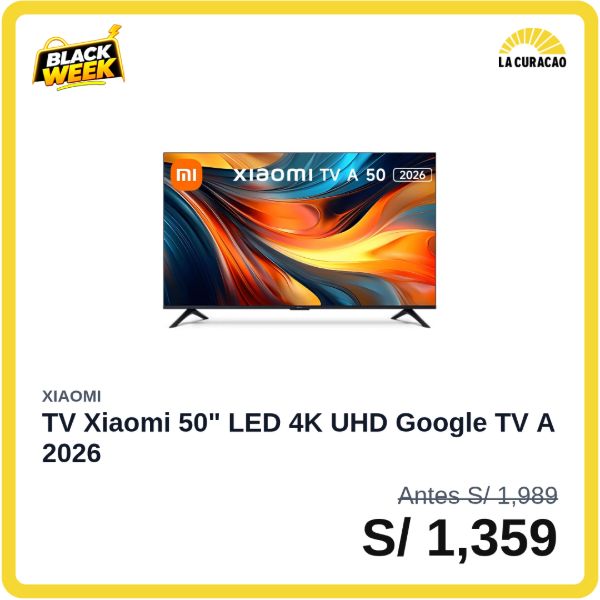 BLACK
WEEK
LA CURACAO
mi xiaomi TV A 50 2026
XIAOMI
TV Xiaomi 50" LED 4K UHD Google TV A
2026
Antes S/ 1,989
S/ 1,359